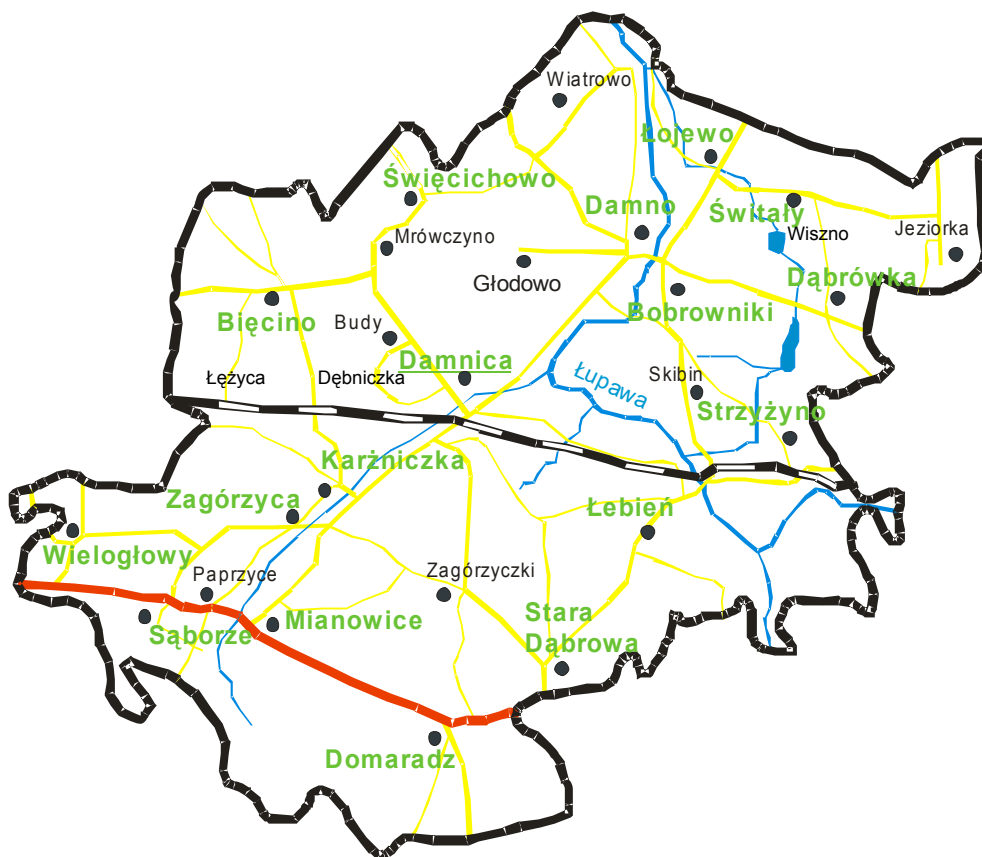 Wiatrowo
Łojewo
Święcichowo
Damno
Świtały
Mrówczyno
Wiszno
Jeziorka
Głodowo
Dąbrówka
Bięcino
Budy
Bobrowniki
Damnica
Łężyca
Dębniczka
Łupawa
Skibin
Strzyżyno
Karżniczka
Zagórzyca
Łebień
Wielogłowy
Paprzyce
Zagórzyczki
Sąborze
Mianowice
Stara
Dąbrowa
Domaradz